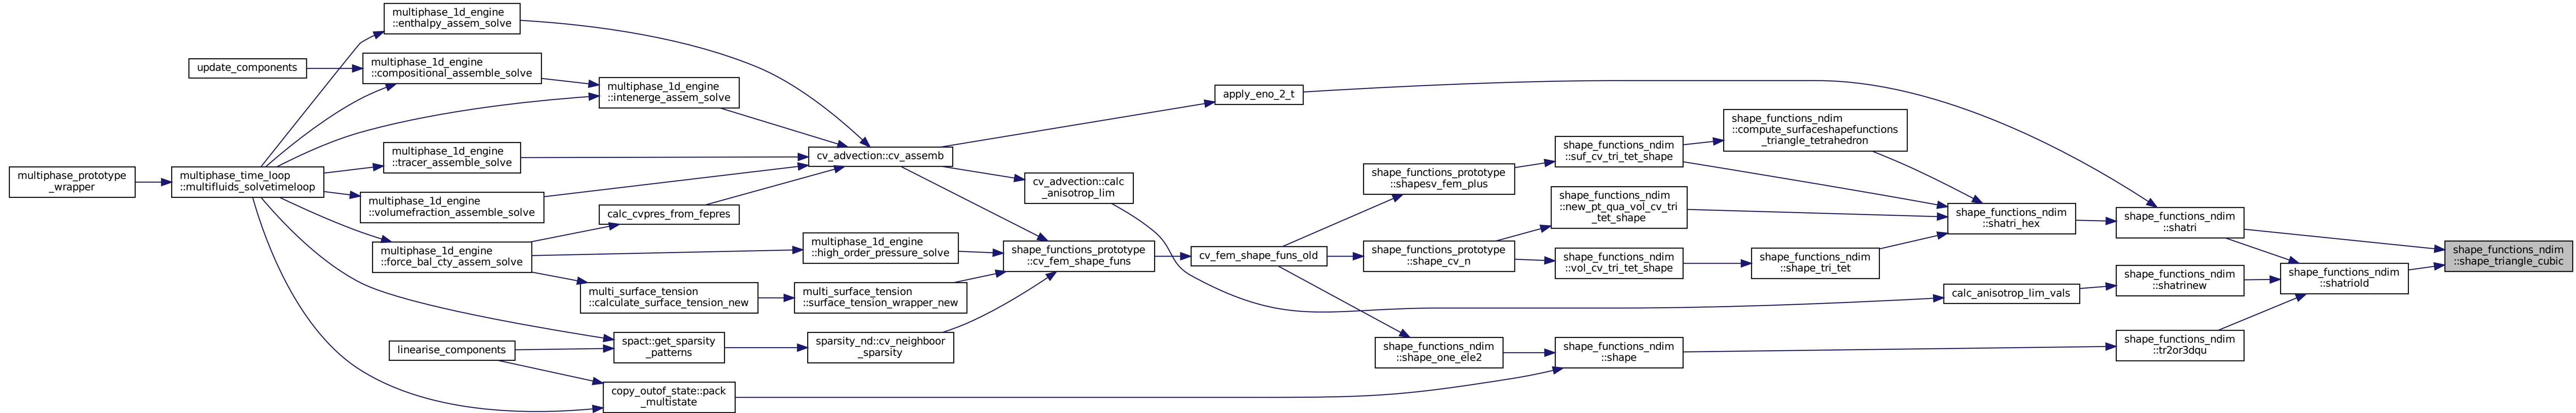 multiphase_prototype
_wrapper
multiphase_time_loop
::multifluids_solvetimeloop
update_components
multiphase_1d_engine
::enthalpy_assem_solve
multiphase_1d_engine
::compositional_assemble_solve
multiphase_1d_engine
::intenerge_assem_solve
multiphase_1d_engine
::tracer_assemble_solve
multiphase_1d_engine
::volumefraction_assemble_solve
multiphase_1d_engine
::force_bal_cty_assem_solve
calc_cvpres_from_fepres
multi_surface_tension
::calculate_surface_tension_new
linearise_components
spact::get_sparsity
_patterns
copy_outof_state::pack
_multistate
cv_advection::cv_assemb
multiphase_1d_engine
::high_order_pressure_solve
multi_surface_tension
::surface_tension_wrapper_new
sparsity_nd::cv_neighboor
_sparsity
cv_advection::calc
_anisotrop_lim
shape_functions_prototype
::cv_fem_shape_funs
apply_eno_2_t
cv_fem_shape_funs_old
shape_functions_prototype
::shapesv_fem_plus
shape_functions_prototype
::shape_cv_n
shape_functions_ndim
::shape_one_ele2
shape_functions_ndim
::suf_cv_tri_tet_shape
shape_functions_ndim
::new_pt_qua_vol_cv_tri
_tet_shape
shape_functions_ndim
::vol_cv_tri_tet_shape
shape_functions_ndim
::shape
shape_functions_ndim
::compute_surfaceshapefunctions
_triangle_tetrahedron
shape_functions_ndim
::shape_tri_tet
shape_functions_ndim
::shatri_hex
calc_anisotrop_lim_vals
shape_functions_ndim
::shatri
shape_functions_ndim
::shatrinew
shape_functions_ndim
::tr2or3dqu
shape_functions_ndim
::shatriold
shape_functions_ndim
::shape_triangle_cubic